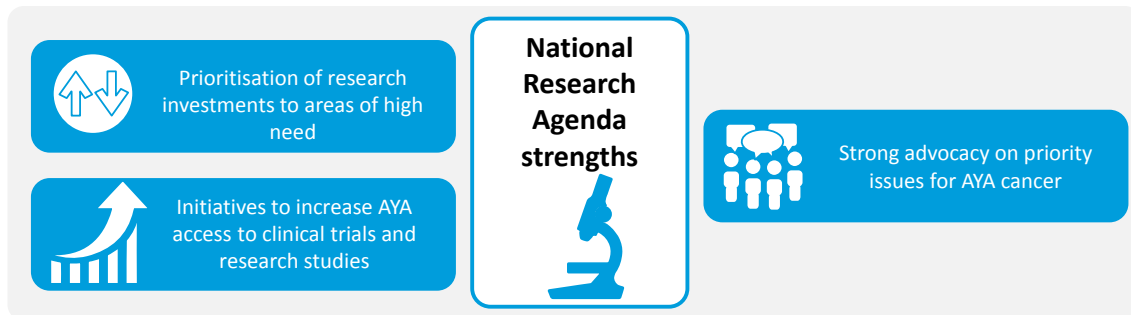 Prioritisation of research
investments to areas of high
need
Initiatives to increase AYA
access to clinical trials and
research studies
National
Research
Agenda
strengths
Strong advocacy on priority
issues for AYA cancer